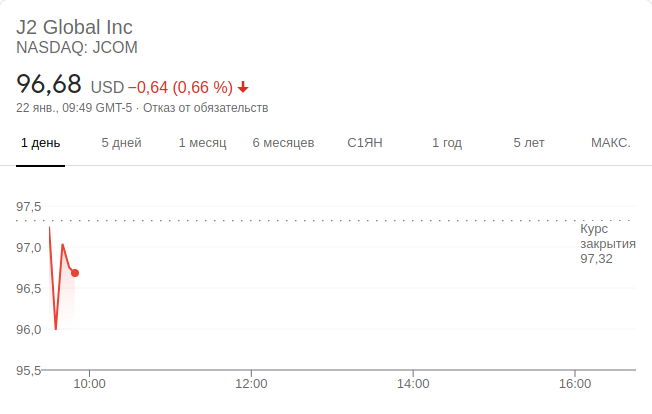 J2 Global Inc
NASDAQ: JCOM
96,68 USD −0,64 (0,66 %)
22 янв., 09:49 GMT-5 · Отказ от обязательств
1 день 5 дней 1 месяц 6 месяцев С1ЯН 1 год 5 лет МАКС.
97,5
Курс
закрытия
97,32
97,0
96,5
96,0
95,5
10:00 12:00 14:00 16:00